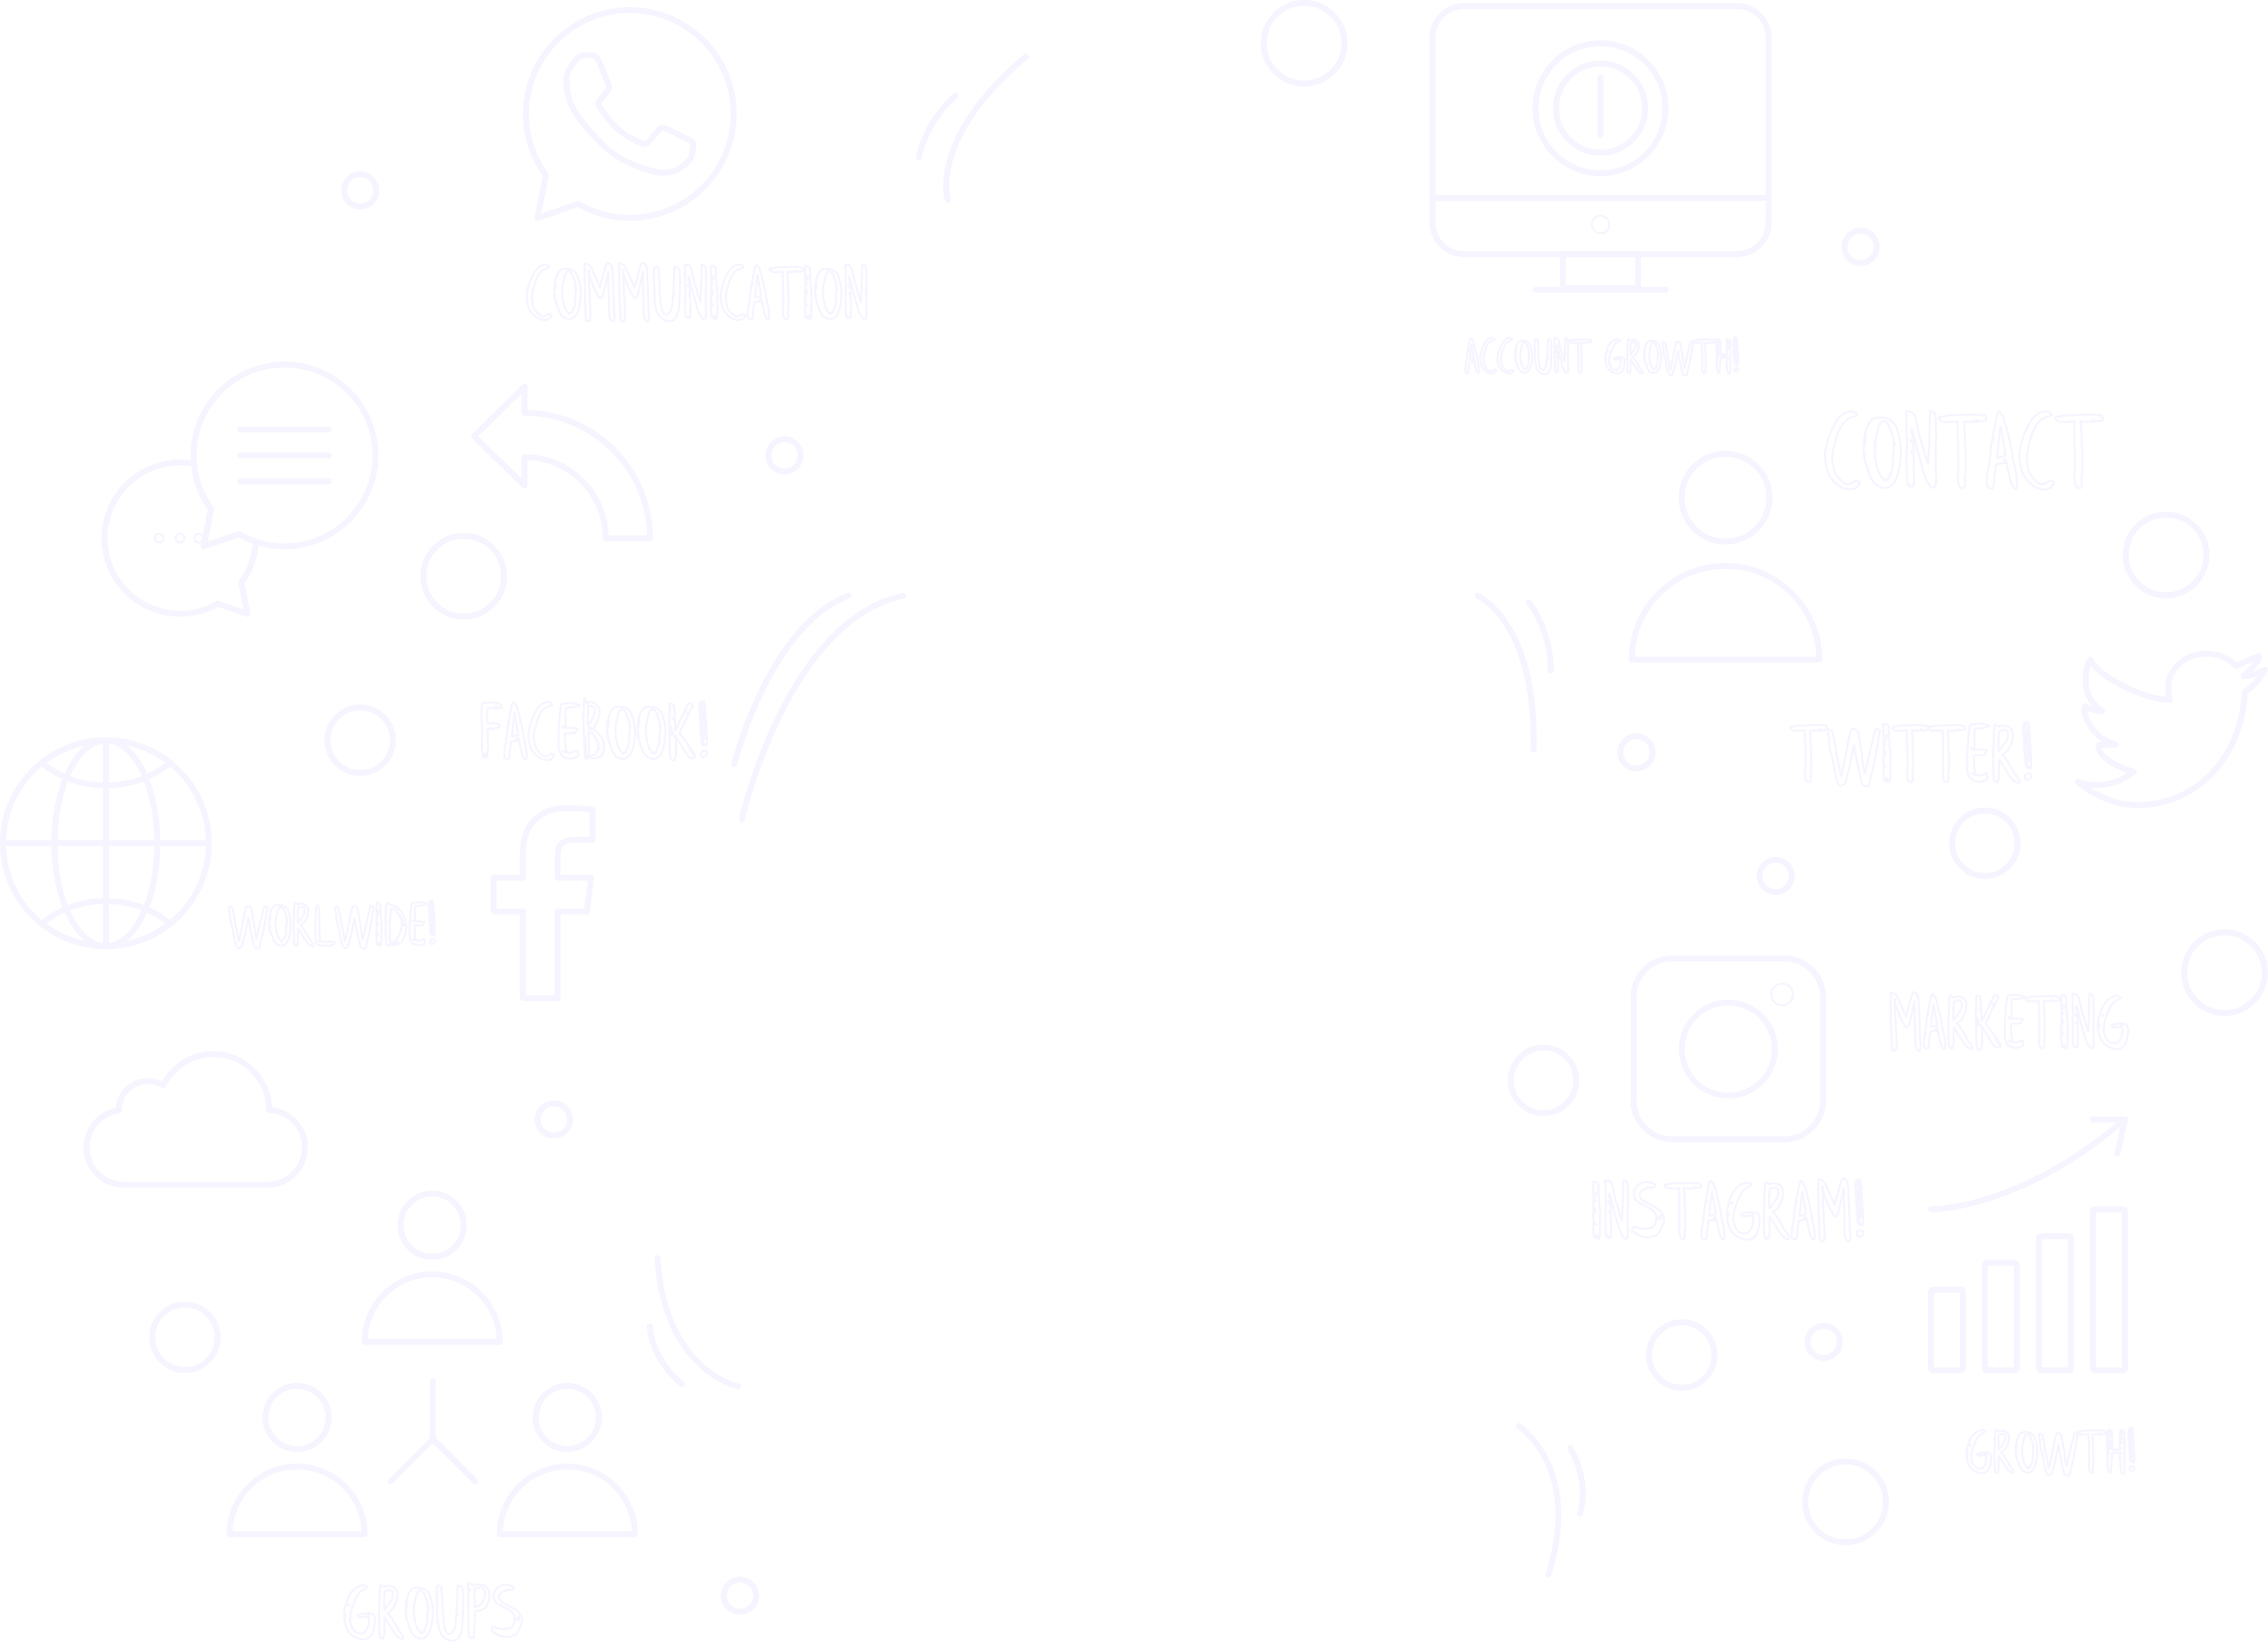 COMMUNICATION
ACCOUNT GROWTH!
CONTACT
FACEBOOK!
TWITTER!
WORLWIDE!
MARKETING
INSTAGRAM!
GROWTH!
GROUPS